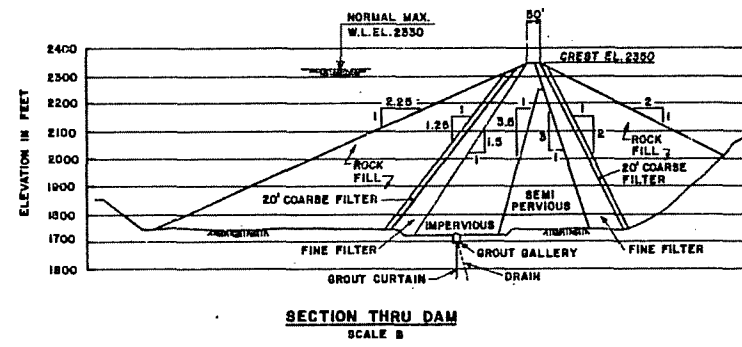 50'
NORMAL MAX.
W.L.EL.2330
CREST EL.2350
ELEVATION IN FEET
2400
2300
2200
2100
2000
1900
1800
1700
1600
2.25
1
1
1.25
1
1.5
1
3.5
1
3
1
1
2
2
1
ROCK
FILL
ROCK
FILL
20' COARSE FILTER
20' COARSE
FILTER
SEMI
PERVIOUS
IMPERVIOUS
FINE FILTER
FINE FILTER
GROUT GALLERY
GROUT CURTAIN
DRAIN
SECTION THRU DAM
SCALE B